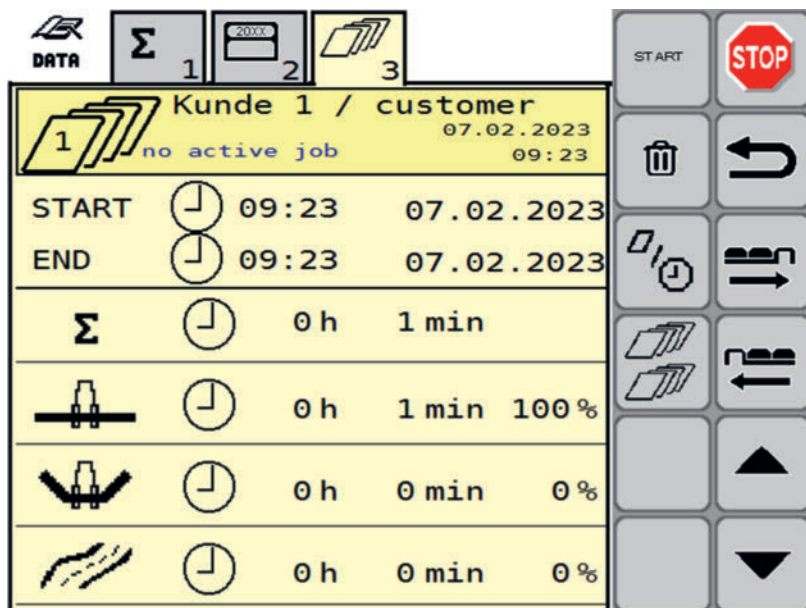 DATA
Σ 1
20XX 2
3
START
STOP
1
Kunde 1 / customer
07.02.2023
no active job
09:23
START 09:23 07.02.2023
END 09:23 07.02.2023
Σ 0 h 1 min
0 h 1 min 100 %
0 h 0 min 0 %
0 h 0 min 0 %